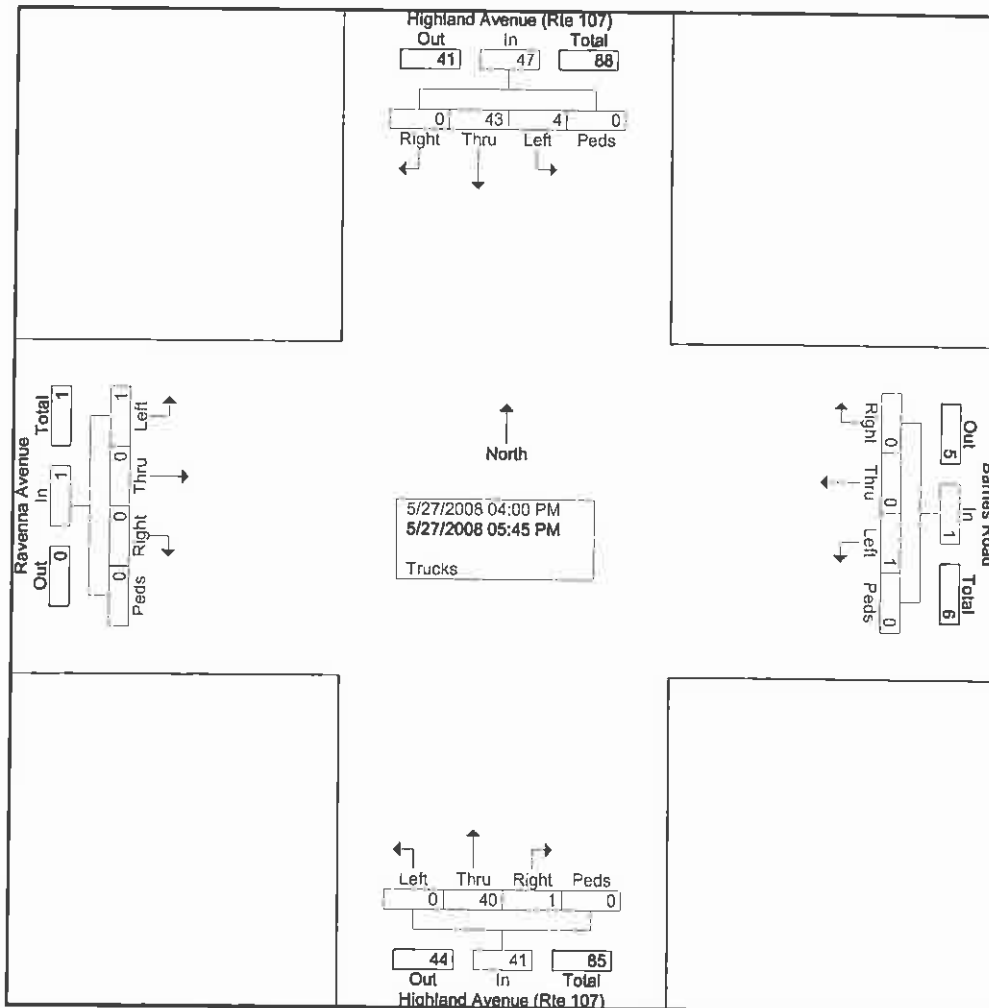 Highland Avenue (Rte 107)
Out In Total
41 47 88
0 43 4 0
Right Thru Left Peds
Ravenna Avenue
Total In Out
1 1 0
1 0 0 0
Left Thru Right Peds
North
5/27/2008 04:00 PM
5/27/2008 05:45 PM
Trucks
Right Thru Left Peds
0 0 1 0
Out In Total
5 1 6
Barnes Road
Left Thru Right Peds
0 40 1 0
44 41 85
Out In Total
Highland Avenue (Rte 107)